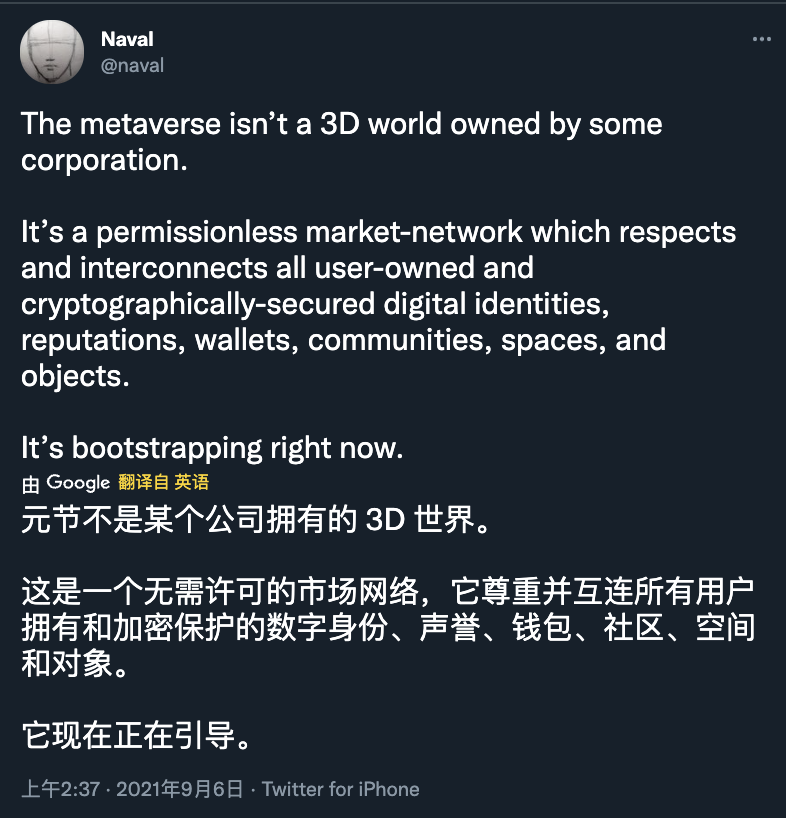 Naval
@naval
The metaverse isn’t a 3D world owned by some
corporation.
It’s a permissionless market-network which respects
and interconnects all user-owned and
cryptographically-secured digital identities,
reputations, wallets, communities, spaces, and
objects.
It’s bootstrapping right now.
由 Google 翻译自 英语
元节不是某个公司拥有的 3D 世界。
这是一个无需许可的市场网络，它尊重并互连所有用户
拥有和加密保护的数字身份、声誉、钱包、社区、空间
和对象。
它现在正在引导。
上午2:37 · 2021年9月6日 · Twitter for iPhone